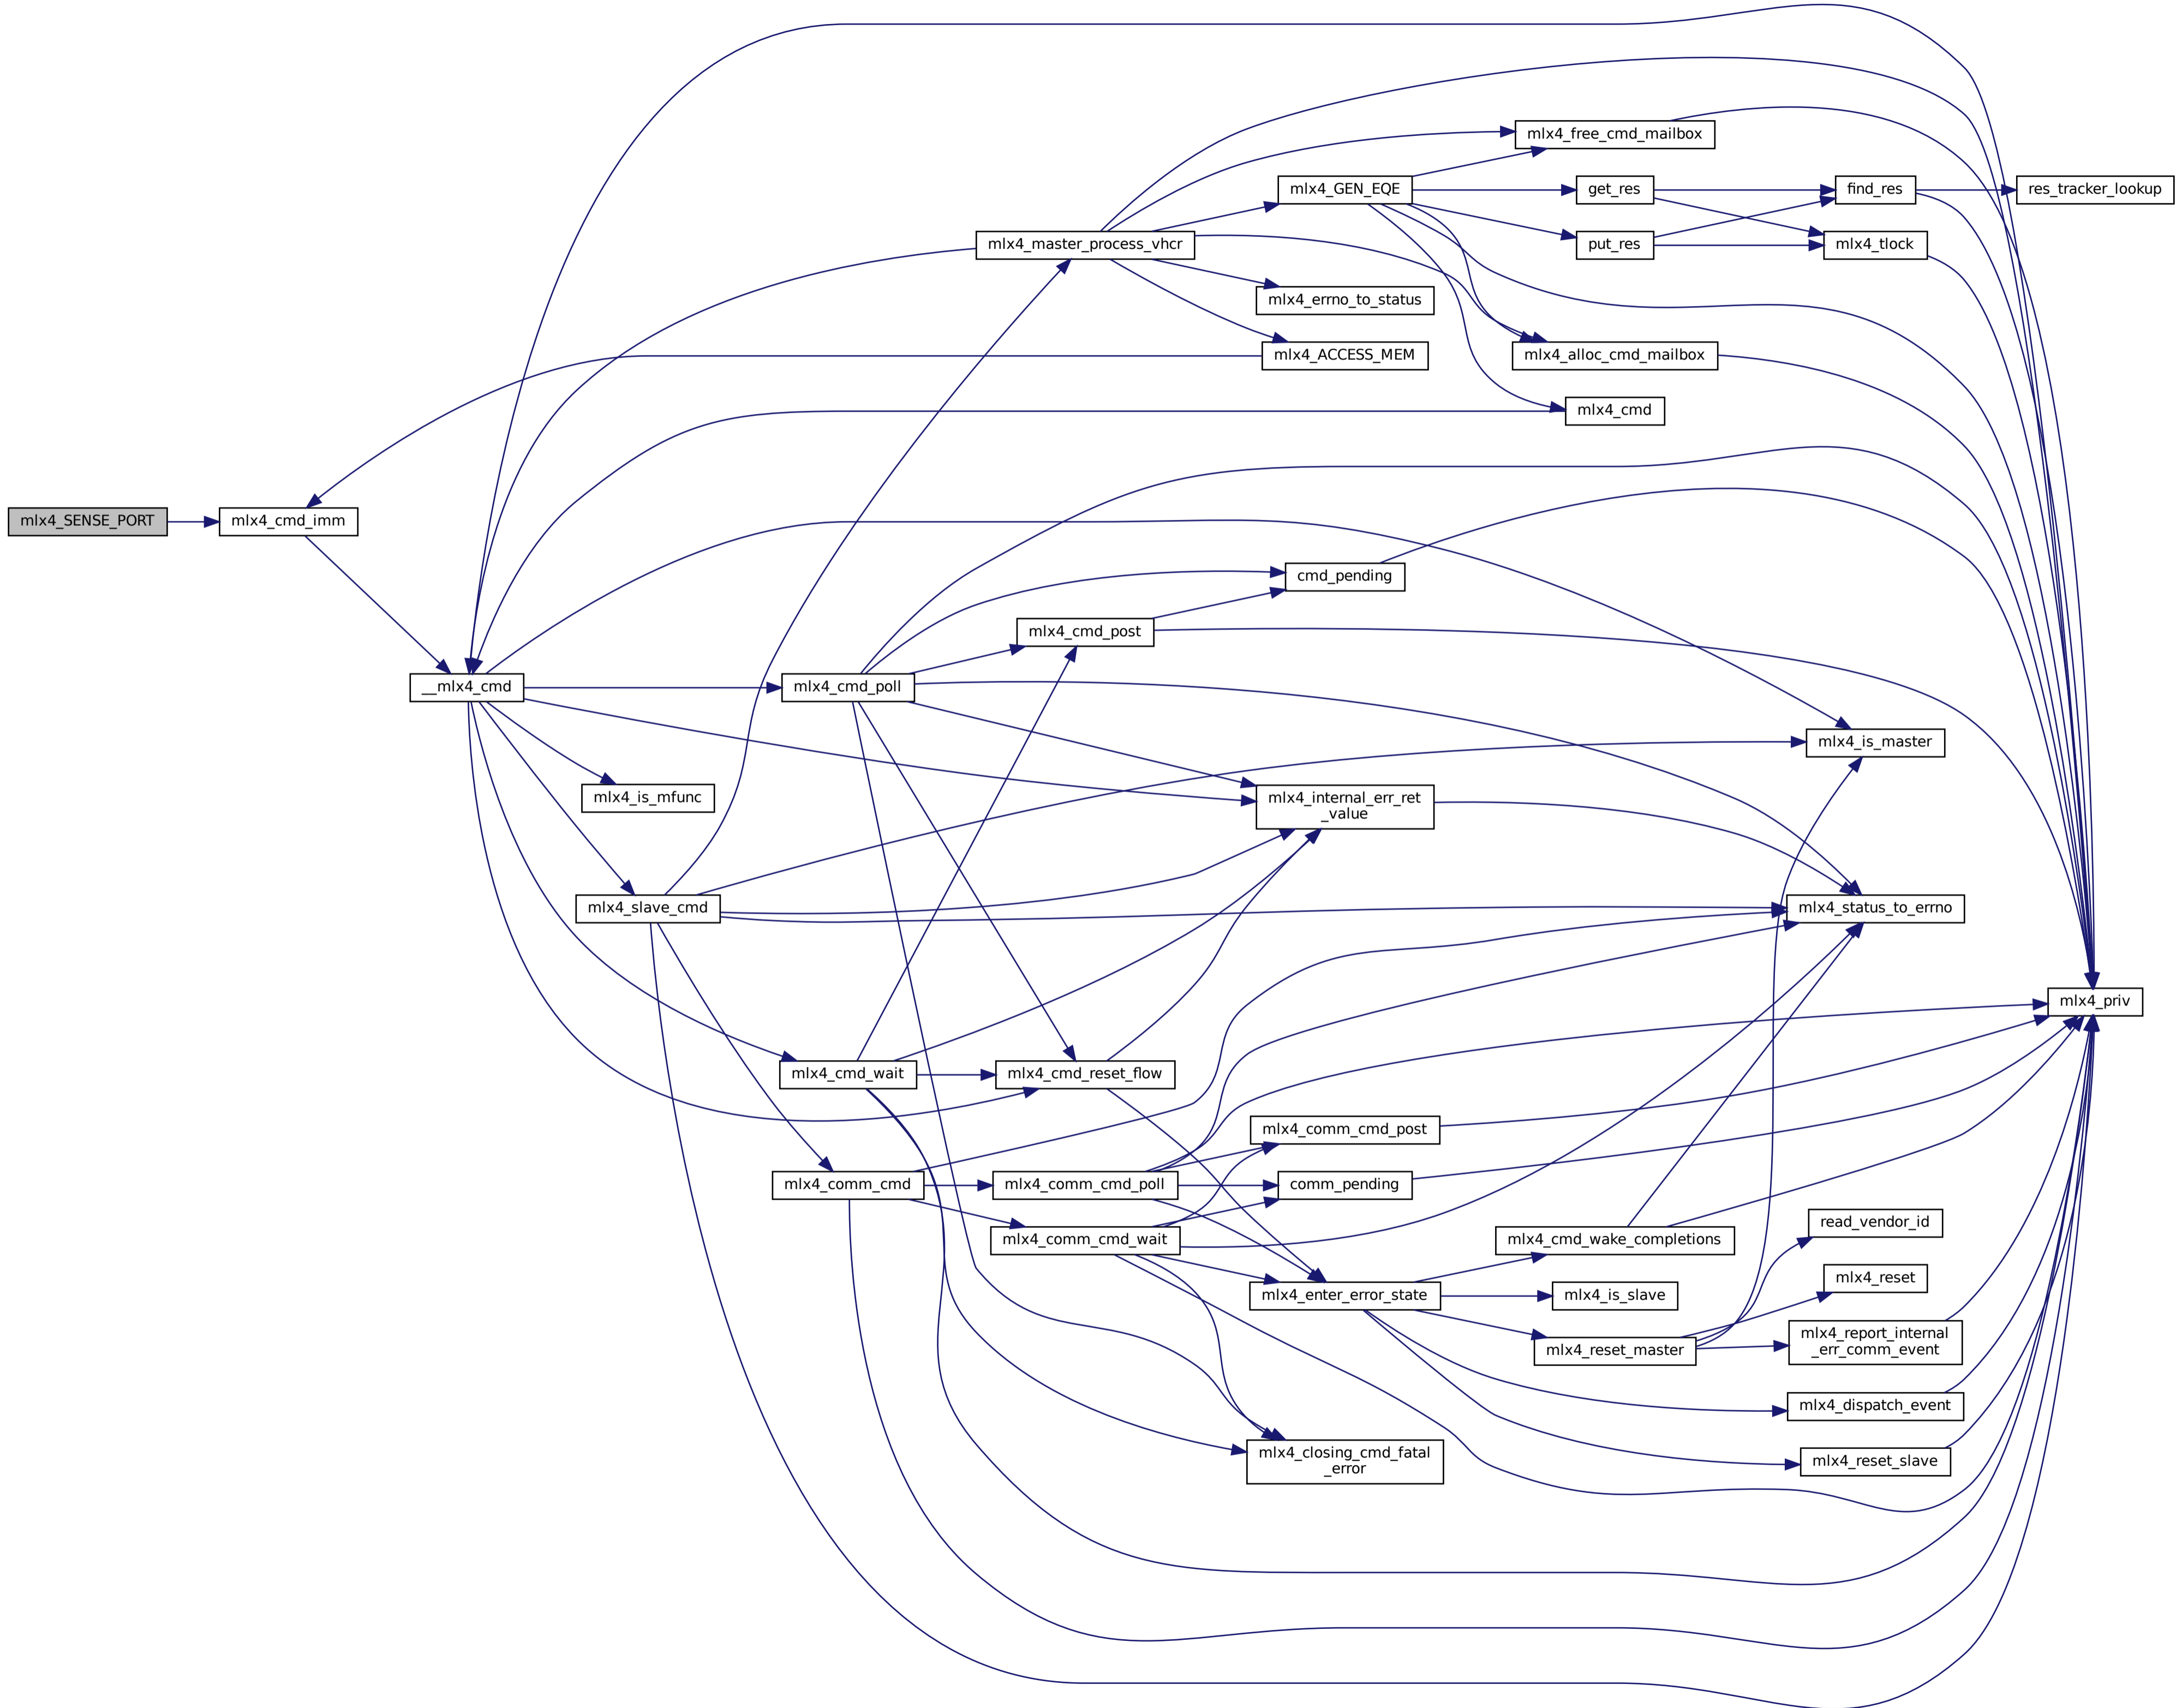 mlx4_free_cmd_mailbox
mlx4_GEN_EQE
get_res
find_res
res_tracker_lookup
mlx4_master_process_vhcr
put_res
mlx4_tlock
mlx4_errno_to_status
mlx4_ACCESS_MEM
mlx4_alloc_cmd_mailbox
mlx4_cmd
mlx4_SENSE_PORT
mlx4_cmd_imm
cmd_pending
mlx4_cmd_post
__mlx4_cmd
mlx4_cmd_poll
mlx4_is_master
mlx4_is_mfunc
mlx4_internal_err_ret
_value
mlx4_slave_cmd
mlx4_status_to_errno
mlx4_priv
mlx4_cmd_wait
mlx4_cmd_reset_flow
mlx4_comm_cmd_post
mlx4_comm_cmd
mlx4_comm_cmd_poll
comm_pending
read_vendor_id
mlx4_comm_cmd_wait
mlx4_cmd_wake_completions
mlx4_reset
mlx4_enter_error_state
mlx4_is_slave
mlx4_reset_master
mlx4_report_internal
_err_comm_event
mlx4_dispatch_event
mlx4_closing_cmd_fatal
_error
mlx4_reset_slave